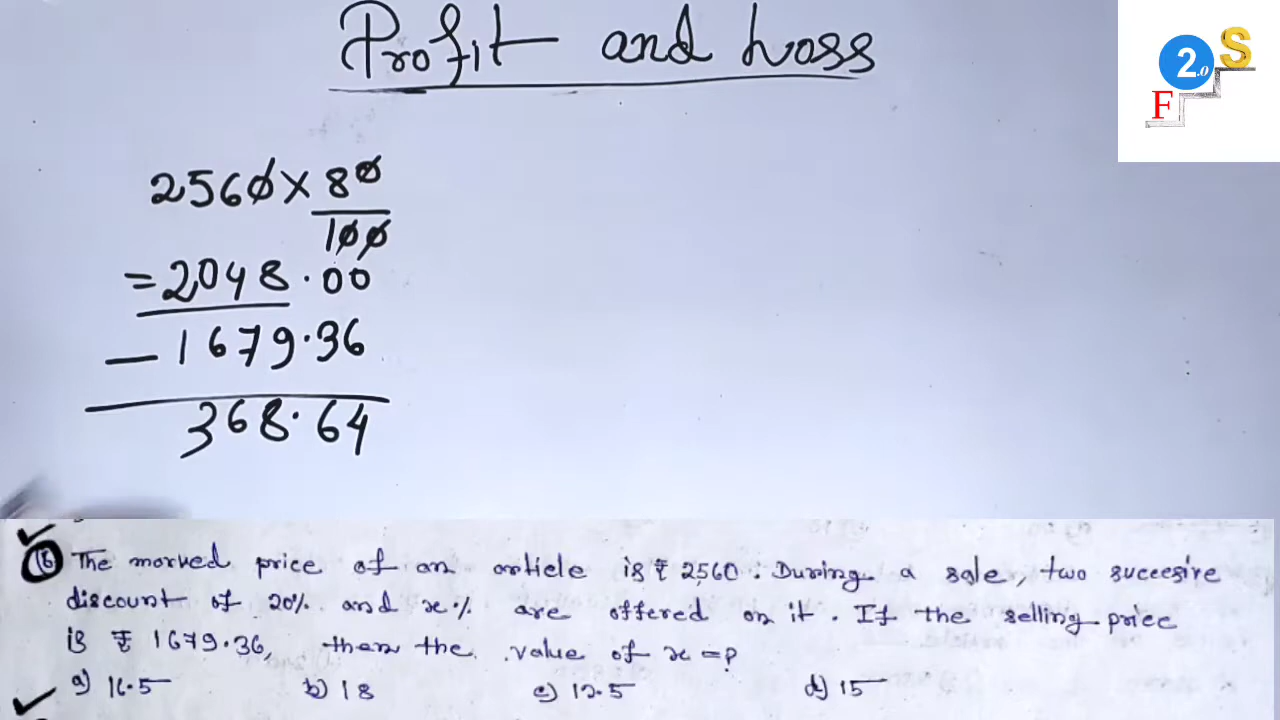 Profit and Loss
2.0 S
F
2560 × 80
100
= 2048.00
— 1679.36
368.64
16 The morved price of an article is ₹ 2560. During a sale, two succesire
discount of 20% and x% are offered on it. If the selling price
is ₹ 1679.36, then the value of x = ?
a) 16.5 b) 18 c) 12.5 d) 15